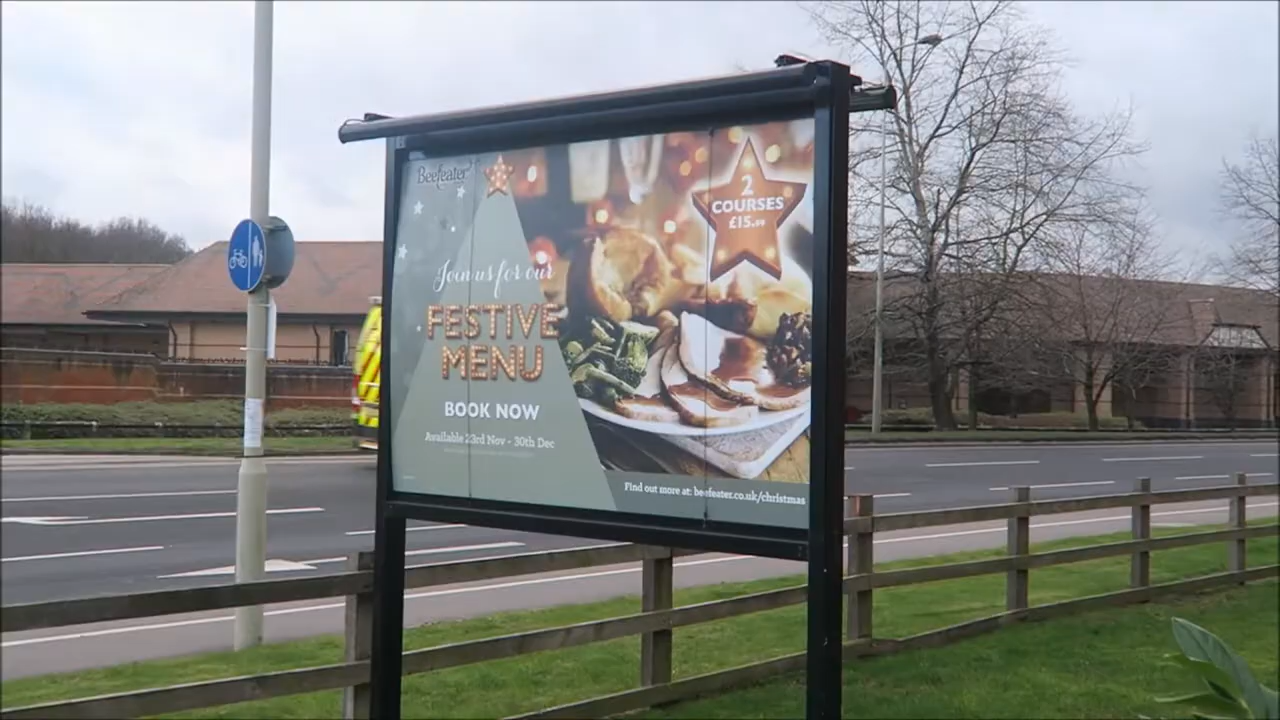 Beefeater
2
COURSES
£15.49
Join us for our
FESTIVE
MENU
BOOK NOW
Available 23rd Nov - 30th Dec
Find out more at: beefeater.co.uk/christmas